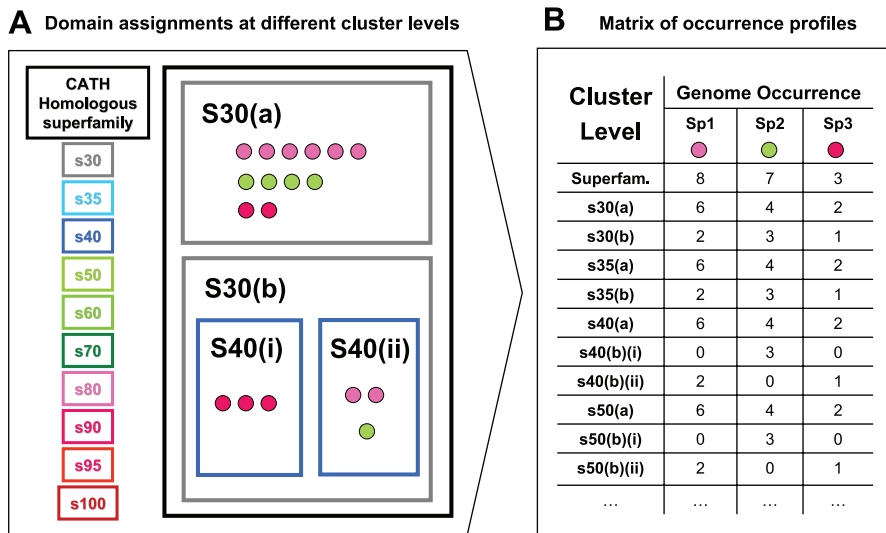 A Domain assignments at different cluster levels
CATH
Homologous
superfamily
s30
s35
s40
s50
s60
s70
s80
s90
s95
s100
S30(a)
S30(b)
S40(i)
S40(ii)
B Matrix of occurrence profiles
Cluster
Level
Genome Occurrence
Sp1 Sp2 Sp3
Superfam. 8 7 3
s30(a) 6 4 2
s30(b) 2 3 1
s35(a) 6 4 2
s35(b) 2 3 1
s40(a) 6 4 2
s40(b)(i) 0 3 0
s40(b)(ii) 2 0 1
s50(a) 6 4 2
s50(b)(i) 0 3 0
s50(b)(ii) 2 0 1
... ... ... ...